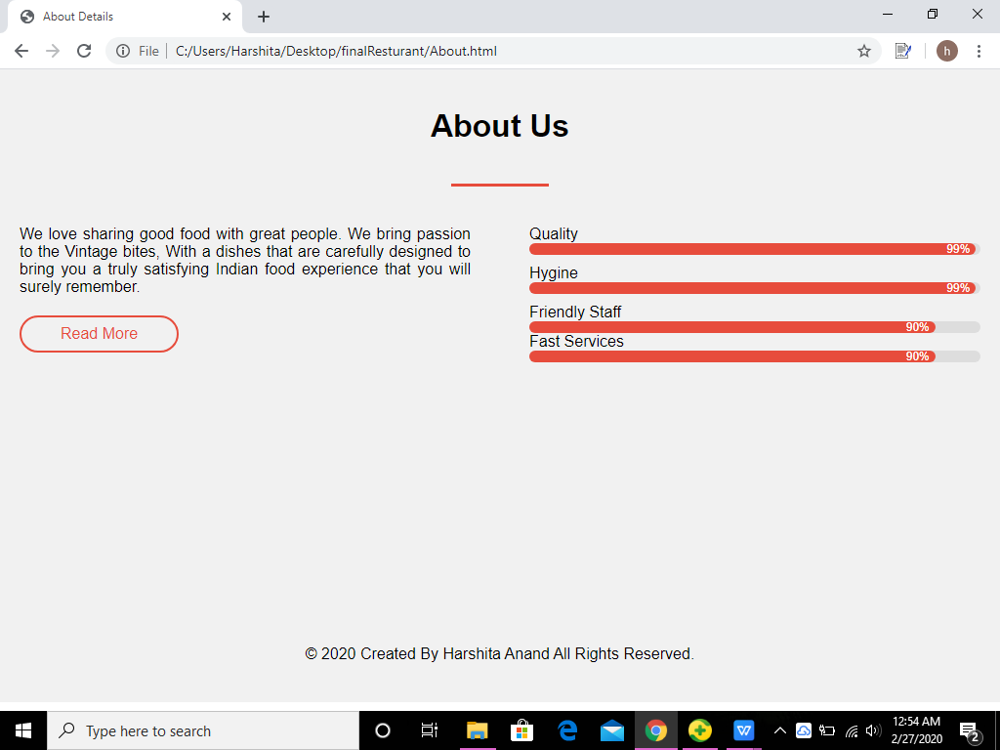 About Details
File
C:/Users/Harshita/Desktop/finalResturant/About.html
h
About Us
We love sharing good food with great people. We bring passion
to the Vintage bites, With a dishes that are carefully designed to
bring you a truly satisfying Indian food experience that you will
surely remember.
Read More
Quality
99%
Hygine
99%
Friendly Staff
90%
Fast Services
90%
© 2020 Created By Harshita Anand All Rights Reserved.
Type here to search
12:54 AM
2/27/2020
2